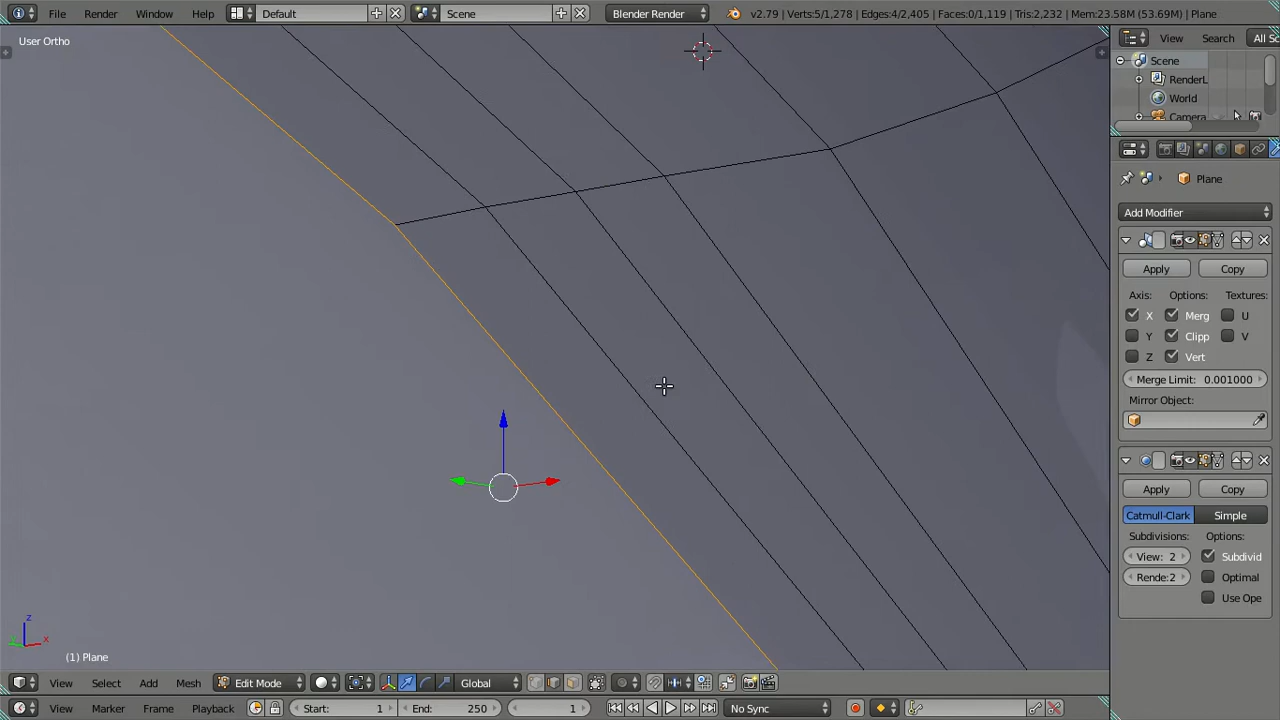 File Render Window Help Default Scene Blender Render v2.79 | Verts:5/1,278 | Edges:4/2,405 | Faces:0/1,119 | Tris:2,232 | Mem:23.58M (53.69M) | Plane
User Ortho
View Search All Sc
Scene
RenderL
World
Camera
Plane
Add Modifier
Apply Copy
Axis: Options: Textures:
X Merg U
Y Clipp V
Z Vert
Merge Limit: 0.001000
Mirror Object:
Apply Copy
Catmull-Clark Simple
Subdivisions: Options:
View: 2 Subdivid
Rende:2 Optimal
Use Ope
z
x
(1) Plane
View Select Add Mesh Edit Mode Global
View Marker Frame Playback Start: 1 End: 250 1 No Sync